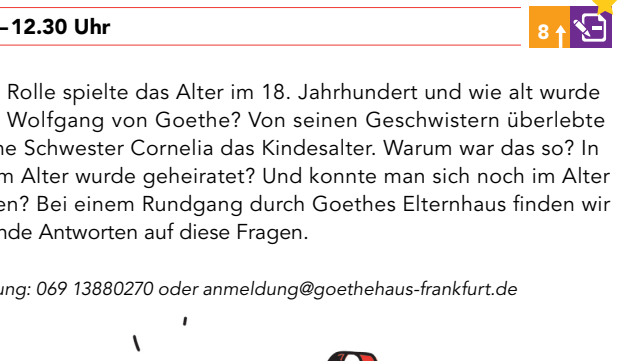 –12.30 Uhr
8
Rolle spielte das Alter im 18. Jahrhundert und wie alt wurde
Wolfgang von Goethe? Von seinen Geschwistern überlebte
ne Schwester Cornelia das Kindesalter. Warum war das so? In
m Alter wurde geheiratet? Und konnte man sich noch im Alter
en? Bei einem Rundgang durch Goethes Elternhaus finden wir
nde Antworten auf diese Fragen.
ung: 069 13880270 oder anmeldung@goethehaus-frankfurt.de